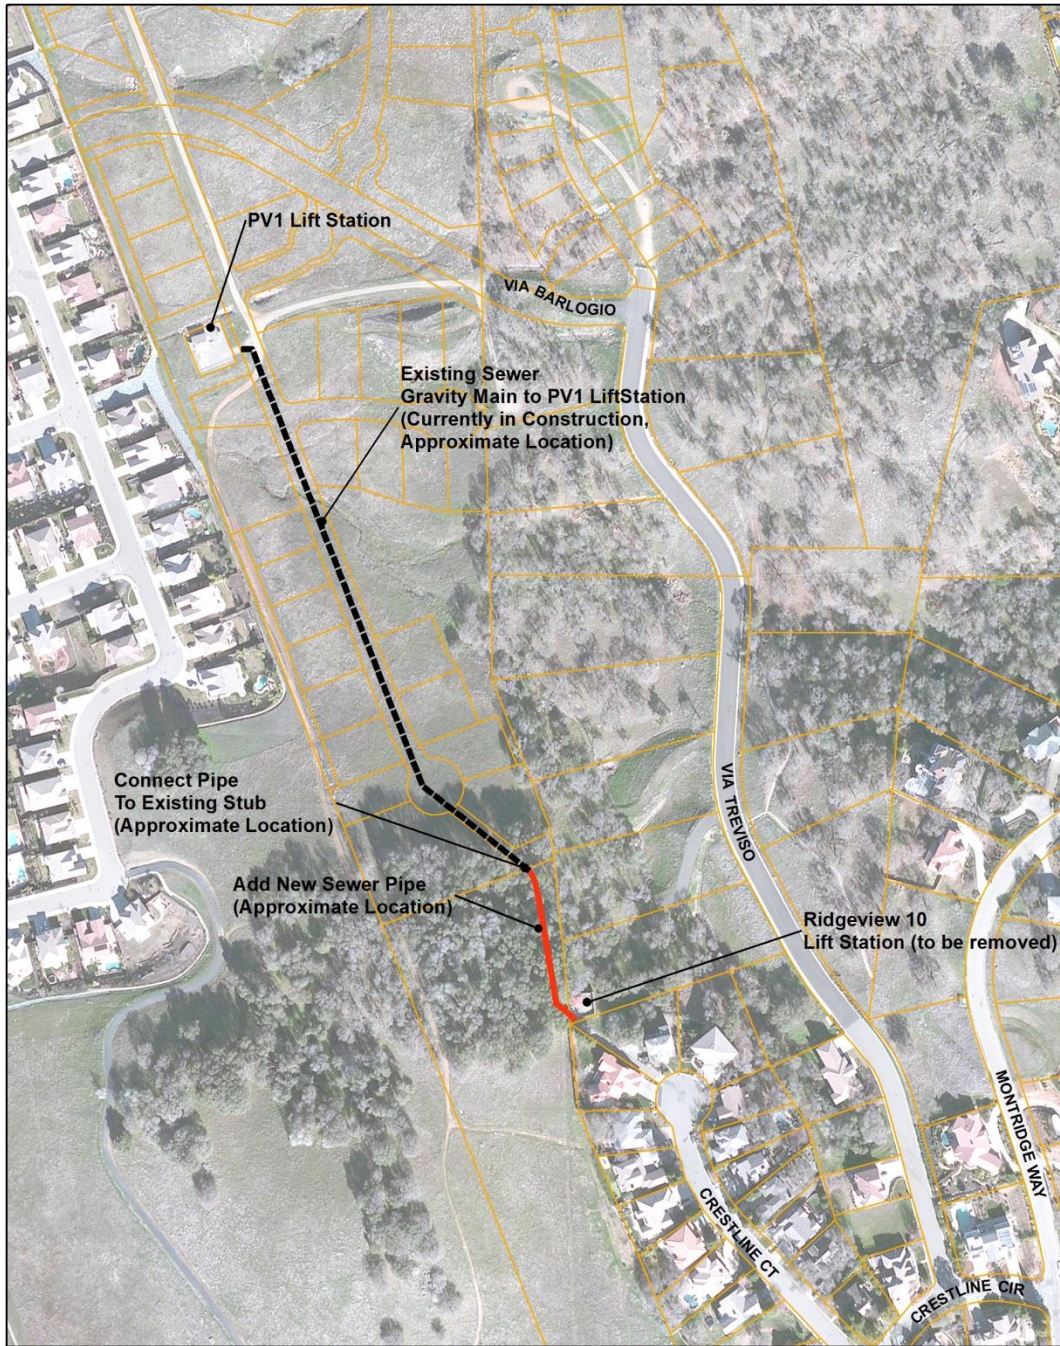 PV1 Lift Station
VIA BARLOGIO
Existing Sewer
Gravity Main to PV1 LiftStation
(Currently in Construction,
Approximate Location)
Connect Pipe
To Existing Stub
(Approximate Location)
VIA TREVISO
Add New Sewer Pipe
(Approximate Location)
Ridgeview 10
Lift Station (to be removed)
MONTRIDGE WAY
CRESTLINE CT
CRESTLINE CIR